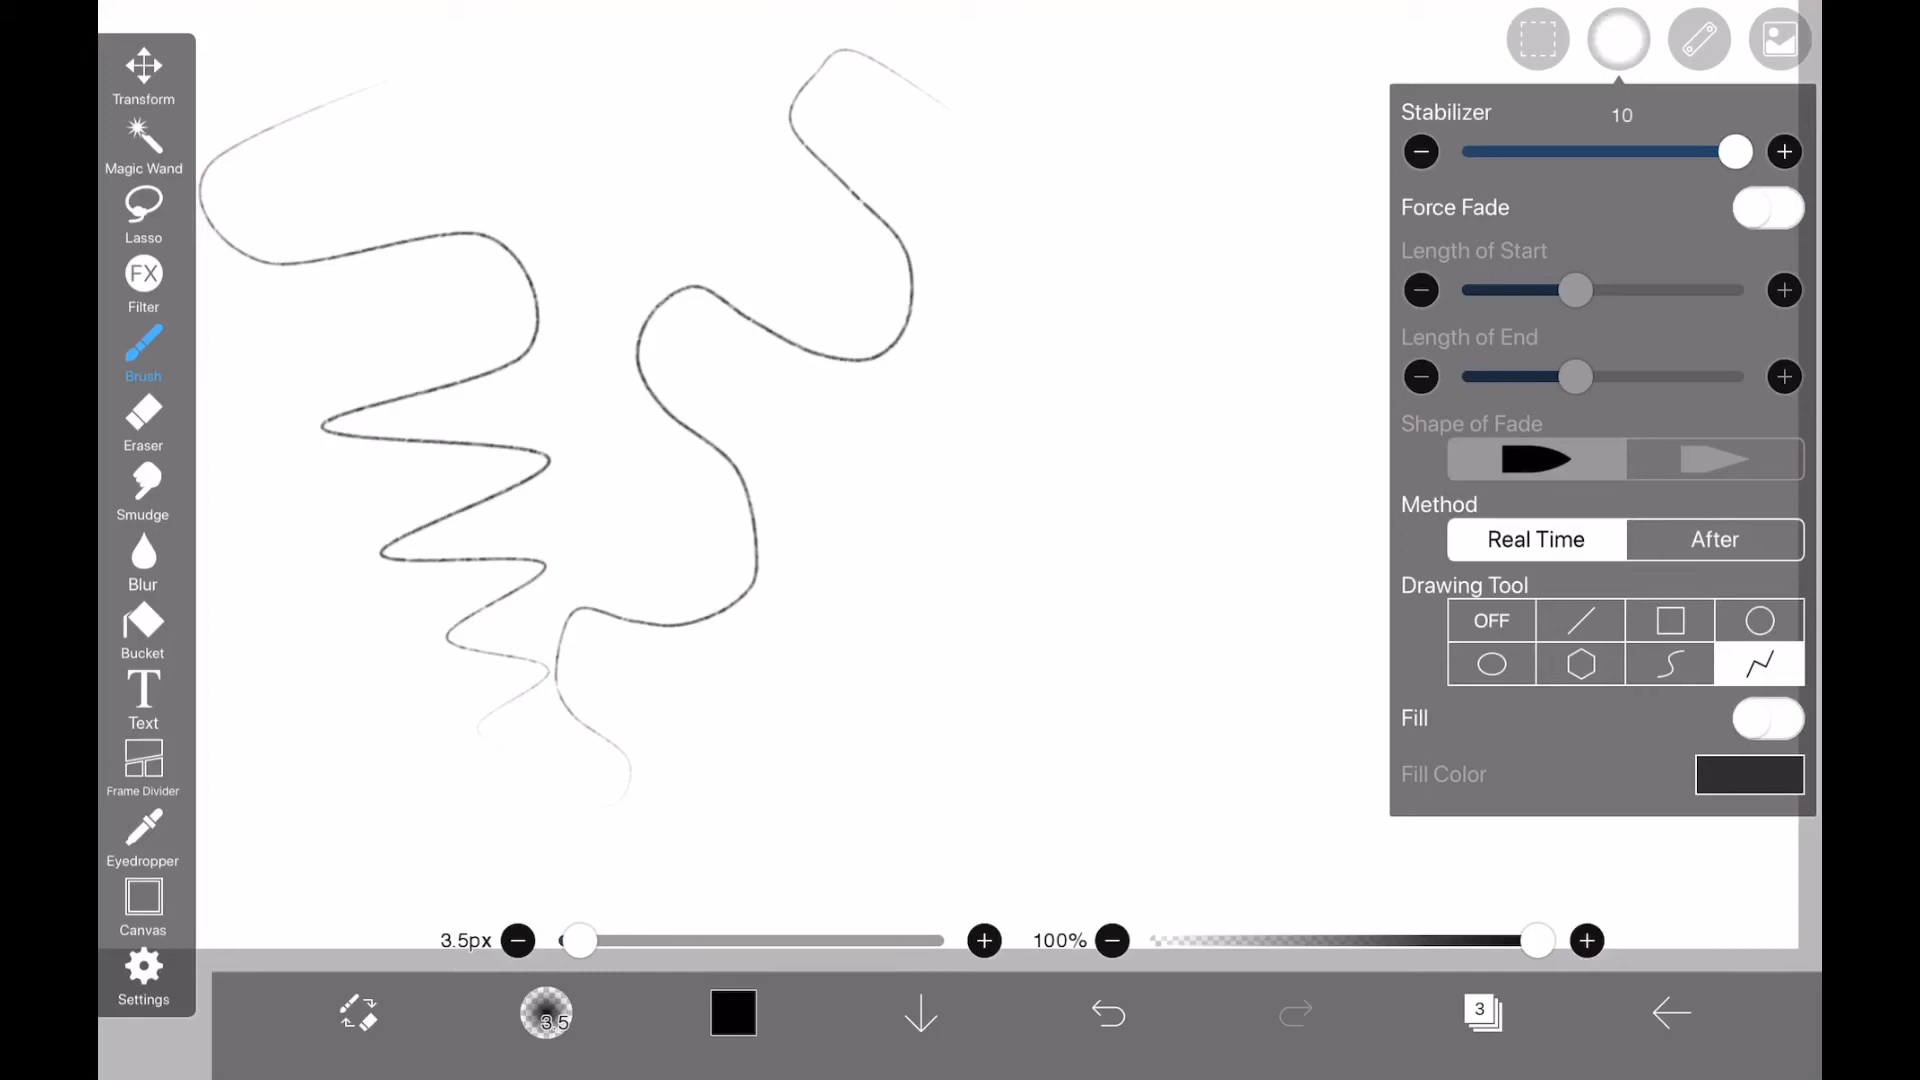 Transform
Magic Wand
Lasso
FX
Filter
Brush
Eraser
Smudge
Blur
Bucket
T
Text
Frame Divider
Eyedropper
Canvas
Settings
Stabilizer 10
Force Fade
Length of Start
Length of End
Shape of Fade
Method
Real Time After
Drawing Tool
OFF
Fill
Fill Color
3.5px 100%
3.5 3